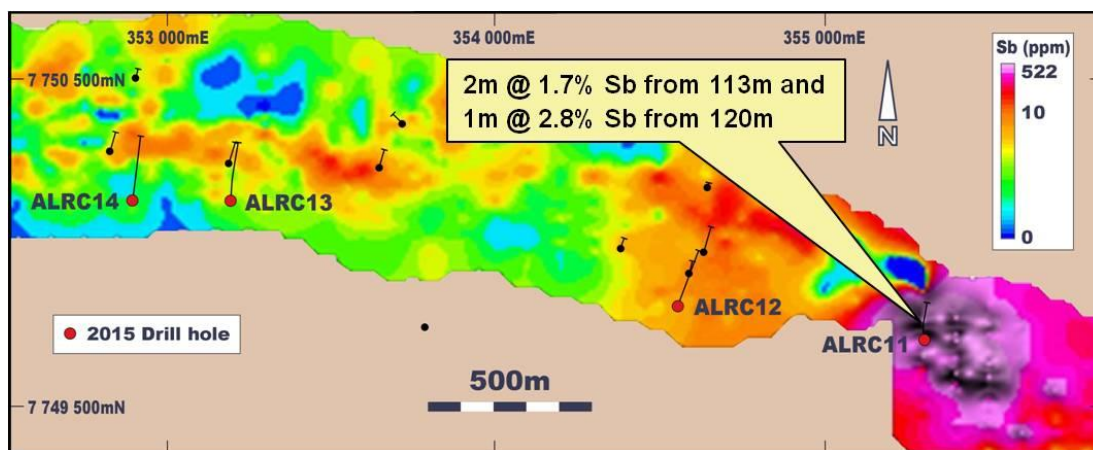 353 000mE
354 000mE
355 000mE
Sb (ppm)
522
10
0
7 750 500mN
2m @ 1.7% Sb from 113m and
1m @ 2.8% Sb from 120m
N
ALRC14
ALRC13
ALRC12
ALRC11
2015 Drill hole
500m
7 749 500mN